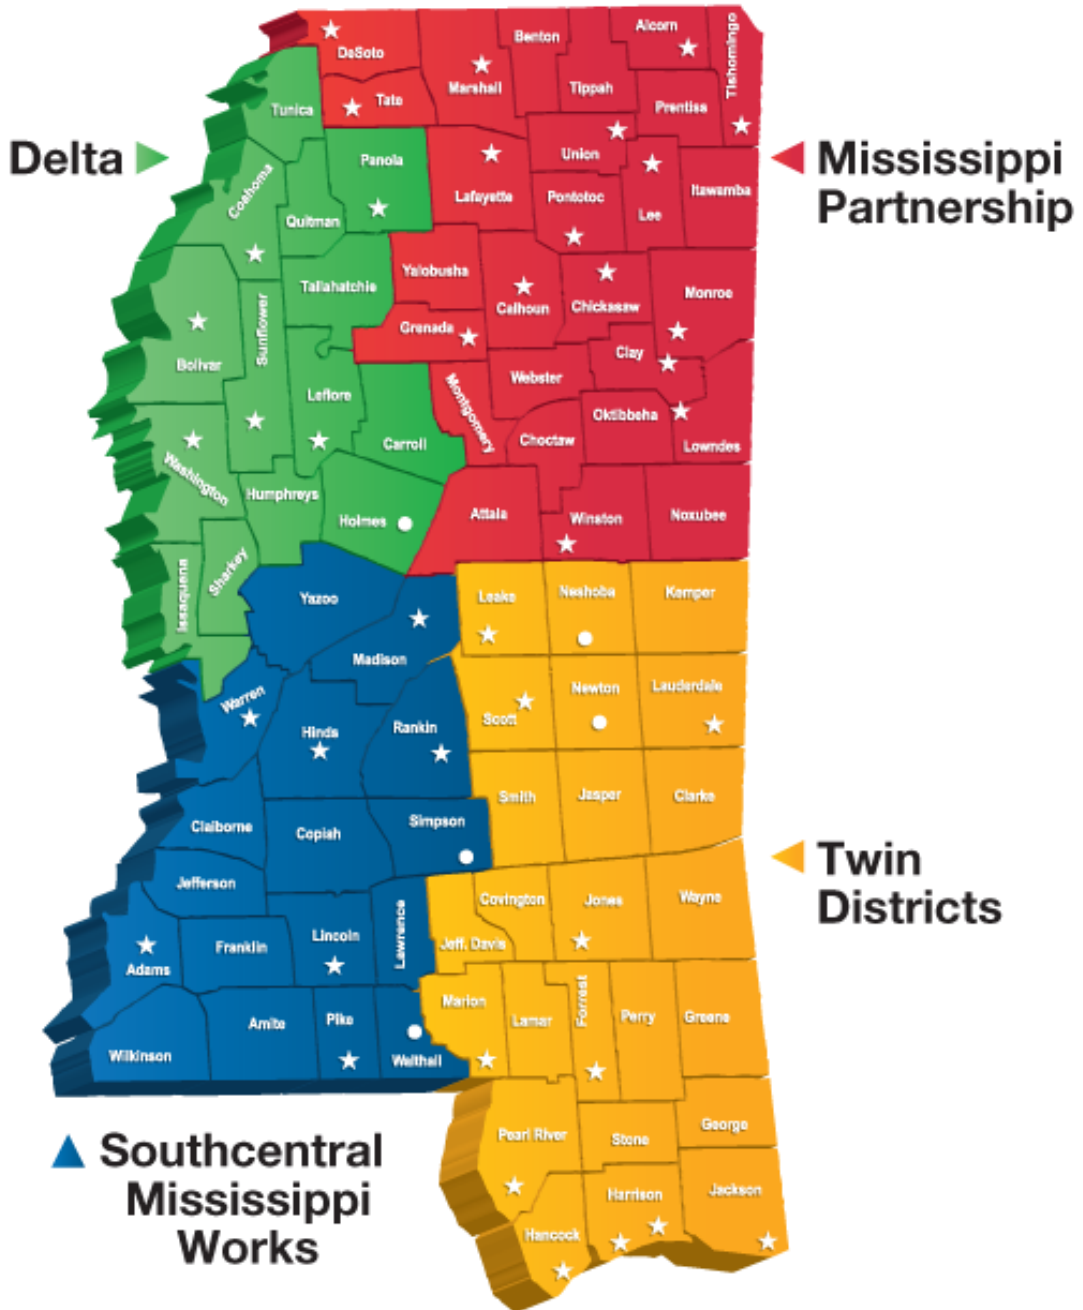 Delta
Mississippi
Partnership
Twin
Districts
Southcentral
Mississippi
Works
DeSoto
Tate
Marshall
Benton
Tippah
Alcorn
Prentiss
Tishomingo
Tunica
Panola
Lafayette
Union
Pontotoc
Lee
Itawamba
Coahoma
Quitman
Tallahatchie
Yalobusha
Grenada
Calhoun
Chickasaw
Monroe
Bolivar
Sunflower
Leflore
Carroll
Montgomery
Webster
Clay
Oktibbeha
Choctaw
Lowndes
Washington
Humphreys
Holmes
Attala
Winston
Noxubee
Issaquena
Sharkey
Yazoo
Madison
Leake
Neshoba
Kemper
Warren
Hinds
Rankin
Scott
Newton
Lauderdale
Claiborne
Copiah
Simpson
Smith
Jasper
Clarke
Jefferson
Adams
Franklin
Lincoln
Lawrence
Jeff. Davis
Covington
Jones
Wayne
Wilkinson
Amite
Pike
Walthall
Marion
Lamar
Forrest
Perry
Greene
Pearl River
Stone
George
Hancock
Harrison
Jackson